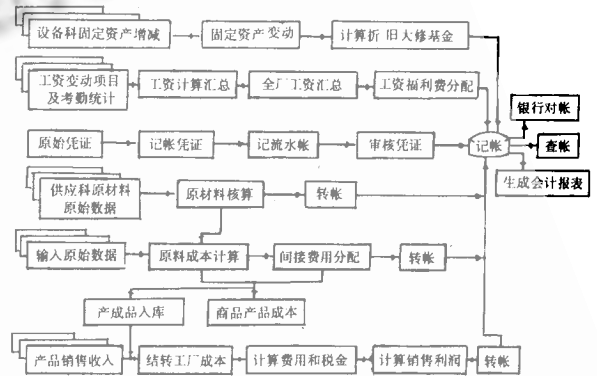 设备科固定资产增减
固定资产变动
计算折旧大修基金
工资变动项目
及考勤统计
工资计算汇总
全厂工资汇总
工资福利费分配
银行对帐
原始凭证
记帐凭证
记流水帐
审核凭证
记帐
查帐
生成会计报表
供应科原材料
原始数据
原材料核算
转帐
输入原始数据
原料成本计算
间接费用分配
转帐
产成品入库
商品产品成本
产品销售收入
结转工厂成本
计算费用和税金
计算销售利润
转帐